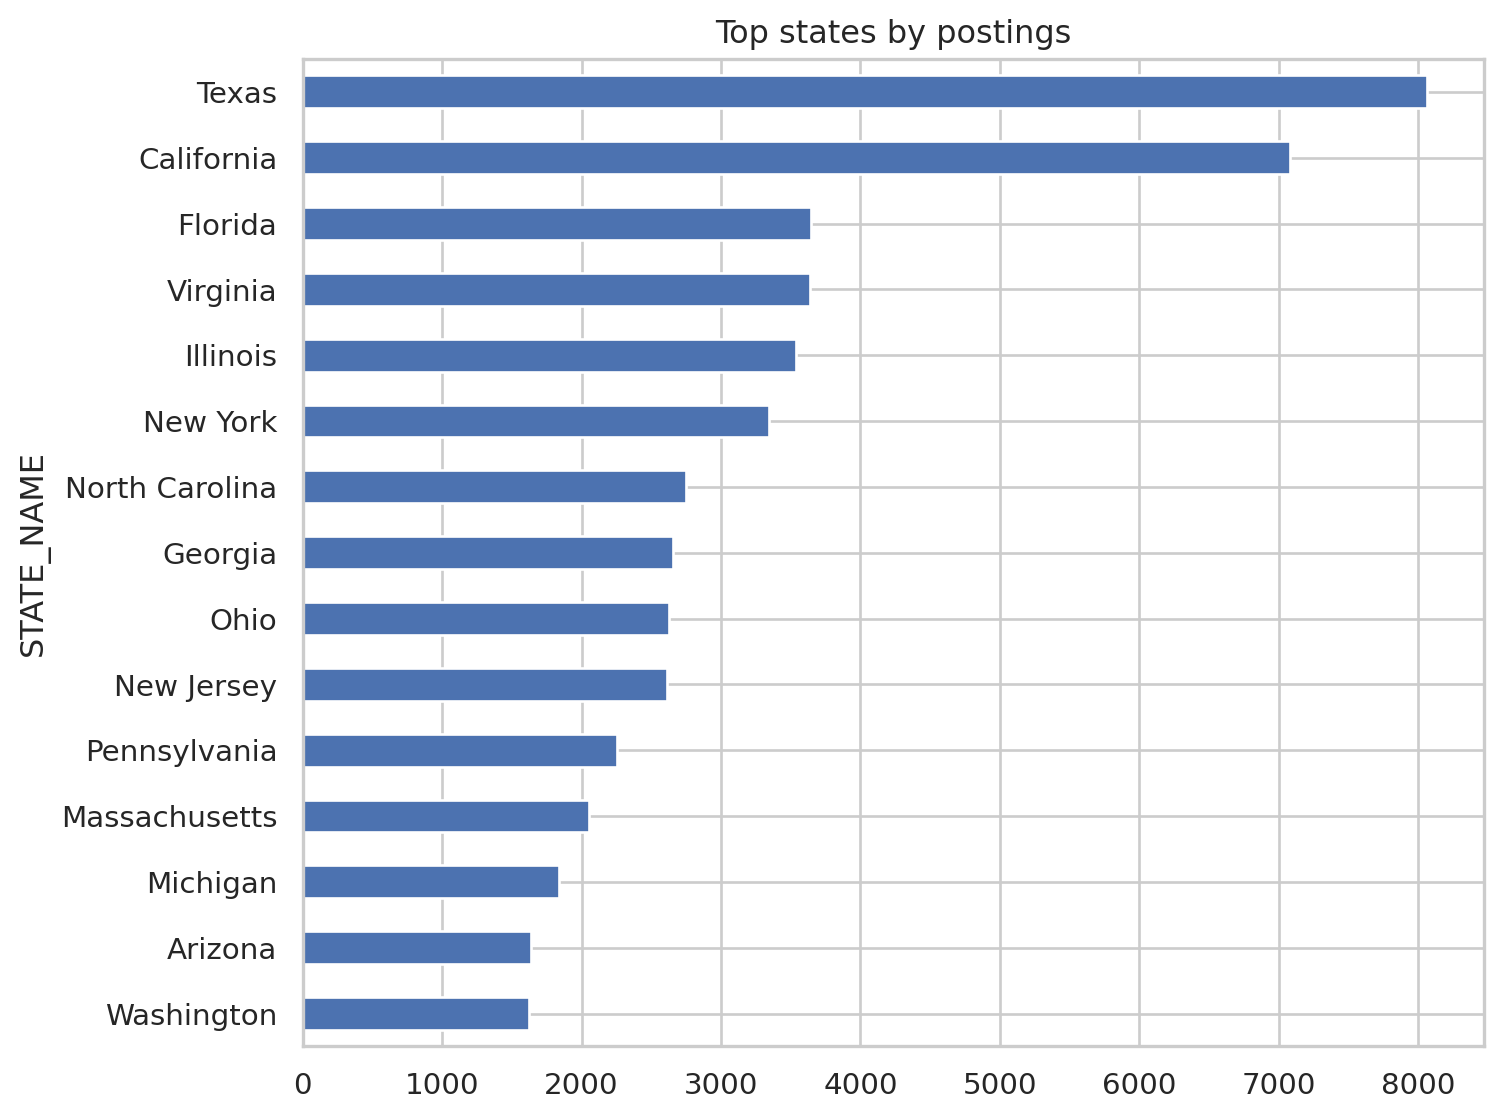 Top states by postings
Texas
California
Florida
Virginia
Illinois
New York
North Carolina
Georgia
Ohio
New Jersey
Pennsylvania
Massachusetts
Michigan
Arizona
Washington
STATE_NAME
0 1000 2000 3000 4000 5000 6000 7000 8000